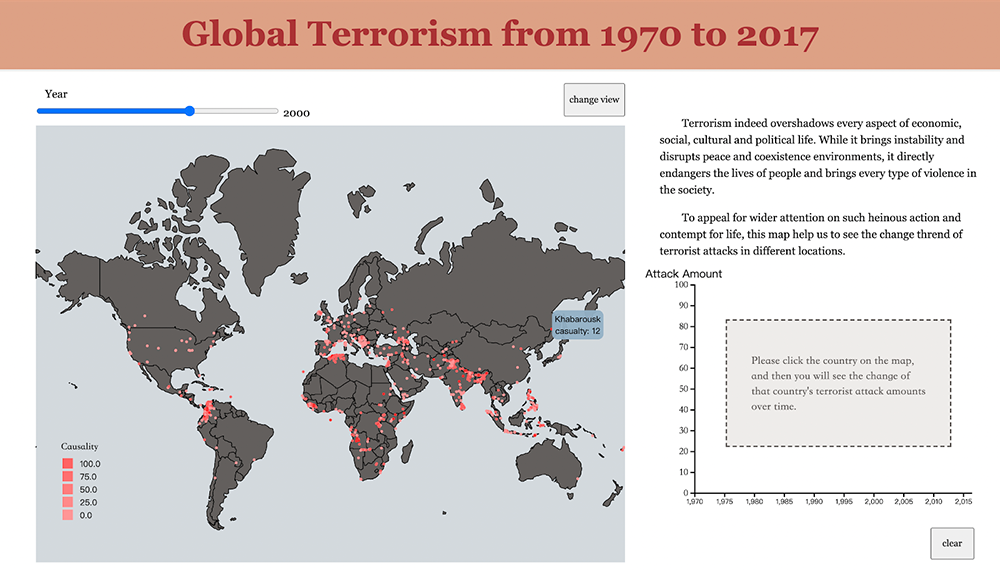 Global Terrorism from 1970 to 2017
Year
2000
change view
Khabarousk
casualty: 12
Causality
100.0
75.0
50.0
25.0
0.0
Terrorism indeed overshadows every aspect of economic,
social, cultural and political life. While it brings instability and
disrupts peace and coexistence environments, it directly
endangers the lives of people and brings every type of violence in
the society.
To appeal for wider attention on such heinous action and
contempt for life, this map help us to see the change thrend of
terrorist attacks in different locations.
Attack Amount
100
90
80
70
60
50
40
30
20
10
0
Please click the country on the map,
and then you will see the change of
that country's terrorist attack amounts
over time.
1,970 1,975 1,980 1,985 1,990 1,995 2,000 2,005 2,010 2,015
clear